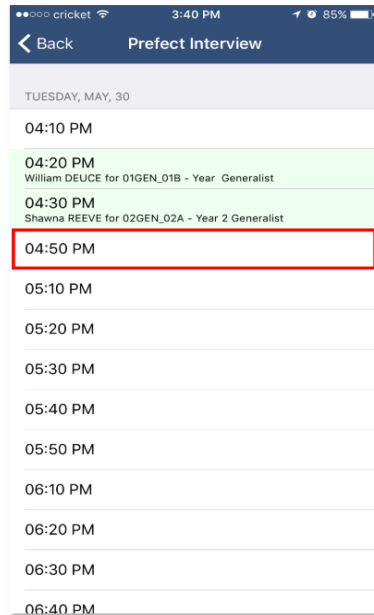 cricket 3:40 PM 85%
Back Prefect Interview
TUESDAY, MAY, 30
04:10 PM
04:20 PM
William DEUCE for 01GEN_01B - Year  Generalist
04:30 PM
Shawna REEVE for 02GEN_02A - Year 2 Generalist
04:50 PM
05:10 PM
05:20 PM
05:30 PM
05:40 PM
05:50 PM
06:10 PM
06:20 PM
06:30 PM
06:40 PM